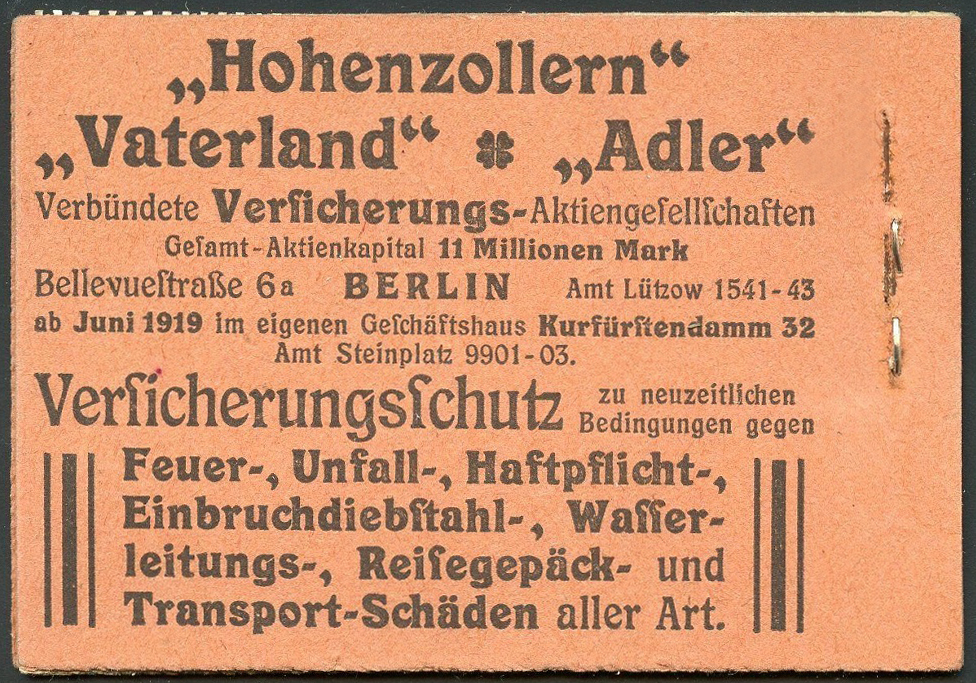 „Hohenzollern“
„Vaterland“ „Adler“
Verbündete Verſicherungs-Aktiengeſellſchaften
Geſamt-Aktienkapital 11 Millionen Mark
Bellevueſtraße 6a BERLIN Amt Lützow 1541-43
ab Juni 1919 im eigenen Geſchäftshaus Kurfürſtendamm 32
Amt Steinplatz 9901-03.
Verſicherungsſchutz zu neuzeitlichen
Bedingungen gegen
Feuer-, Unfall-, Haftpflicht-,
Einbruchdiebſtahl-, Waſſer-
leitungs-, Reiſegepäck- und
Transport-Schäden aller Art.